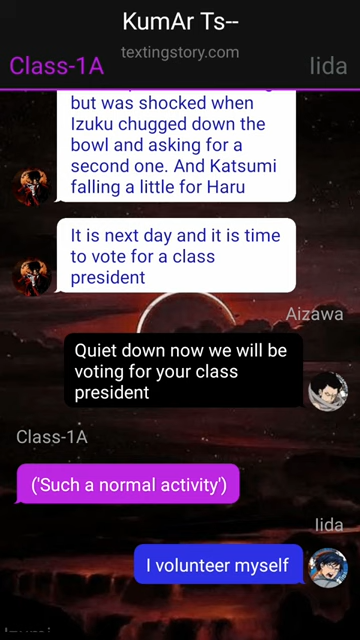 KumAr Ts--
textingstory.com
Class-1A
Iida
but was shocked when
Izuku chugged down the
bowl and asking for a
second one. And Katsumi
falling a little for Haru
It is next day and it is time
to vote for a class
president
Aizawa
Quiet down now we will be
voting for your class
president
Class-1A
('Such a normal activity')
Iida
I volunteer myself